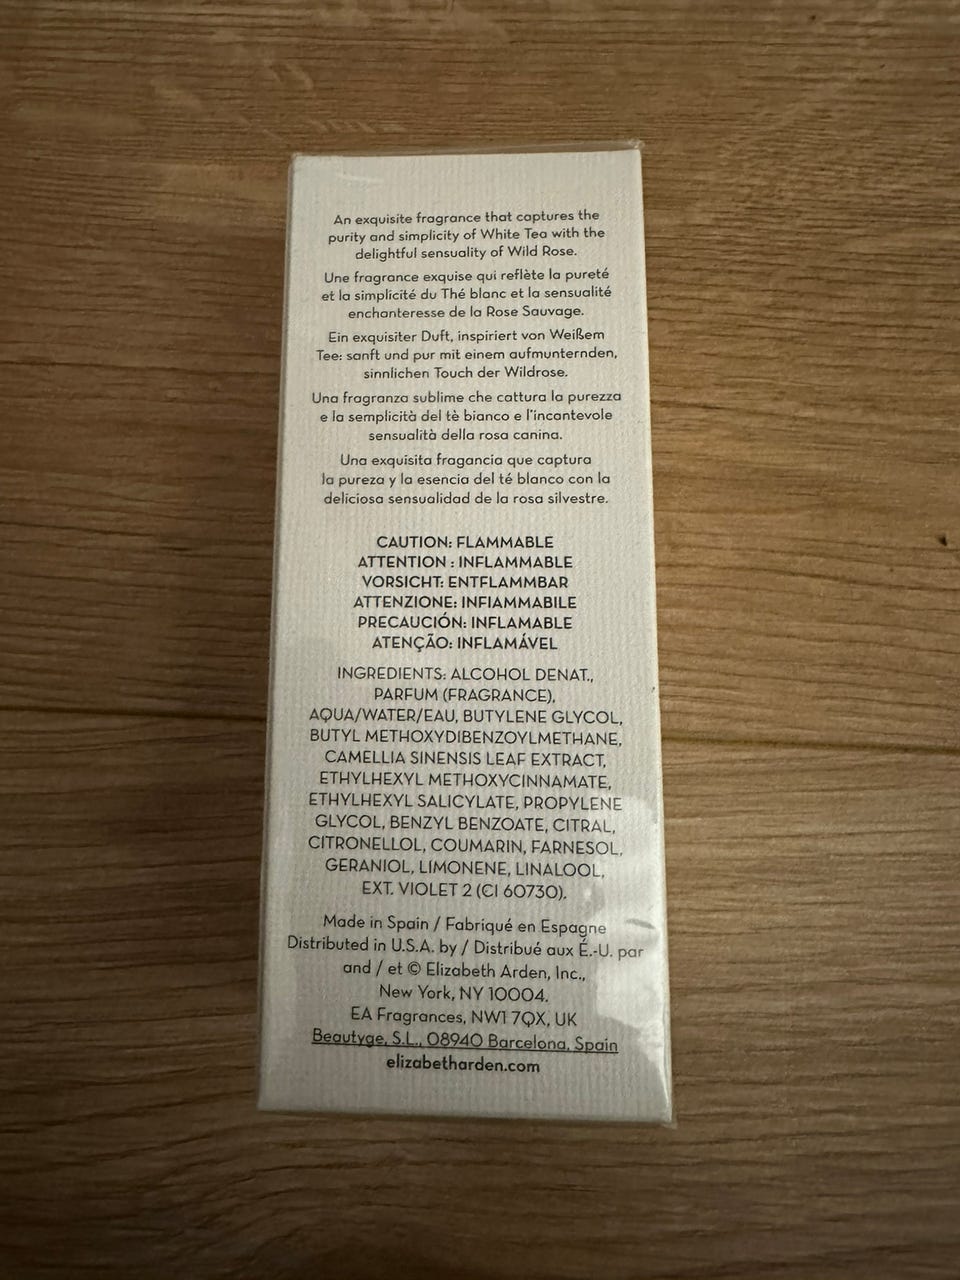 An exquisite fragrance that captures the
purity and simplicity of White Tea with the
delightful sensuality of Wild Rose.
Une fragrance exquise qui reflète la pureté
et la simplicité du Thé blanc et la sensualité
enchanteresse de la Rose Sauvage.
Ein exquisiter Duft, inspiriert von Weißem
Tee: sanft und pur mit einem aufmunternden,
sinnlichen Touch der Wildrose.
Una fragranza sublime che cattura la purezza
e la semplicità del tè bianco e l'incantevole
sensualità della rosa canina.
Una exquisita fragancia que captura
la pureza y la esencia del té blanco con la
deliciosa sensualidad de la rosa silvestre.
CAUTION: FLAMMABLE
ATTENTION : INFLAMMABLE
VORSICHT: ENTFLAMMBAR
ATTENZIONE: INFIAMMABILE
PRECAUCIÓN: INFLAMABLE
ATENÇÃO: INFLAMÁVEL
INGREDIENTS: ALCOHOL DENAT.,
PARFUM (FRAGRANCE),
AQUA/WATER/EAU, BUTYLENE GLYCOL,
BUTYL METHOXYDIBENZOYLMETHANE,
CAMELLIA SINENSIS LEAF EXTRACT,
ETHYLHEXYL METHOXYCINNAMATE,
ETHYLHEXYL SALICYLATE, PROPYLENE
GLYCOL, BENZYL BENZOATE, CITRAL,
CITRONELLOL, COUMARIN, FARNESOL,
GERANIOL, LIMONENE, LINALOOL,
EXT. VIOLET 2 (CI 60730).
Made in Spain / Fabriqué en Espagne
Distributed in U.S.A. by / Distribué aux É.-U. par
and / et © Elizabeth Arden, Inc.,
New York, NY 10004.
EA Fragrances, NW1 7QX, UK
Beautyge, S.L., 08940 Barcelona, Spain
elizabetharden.com